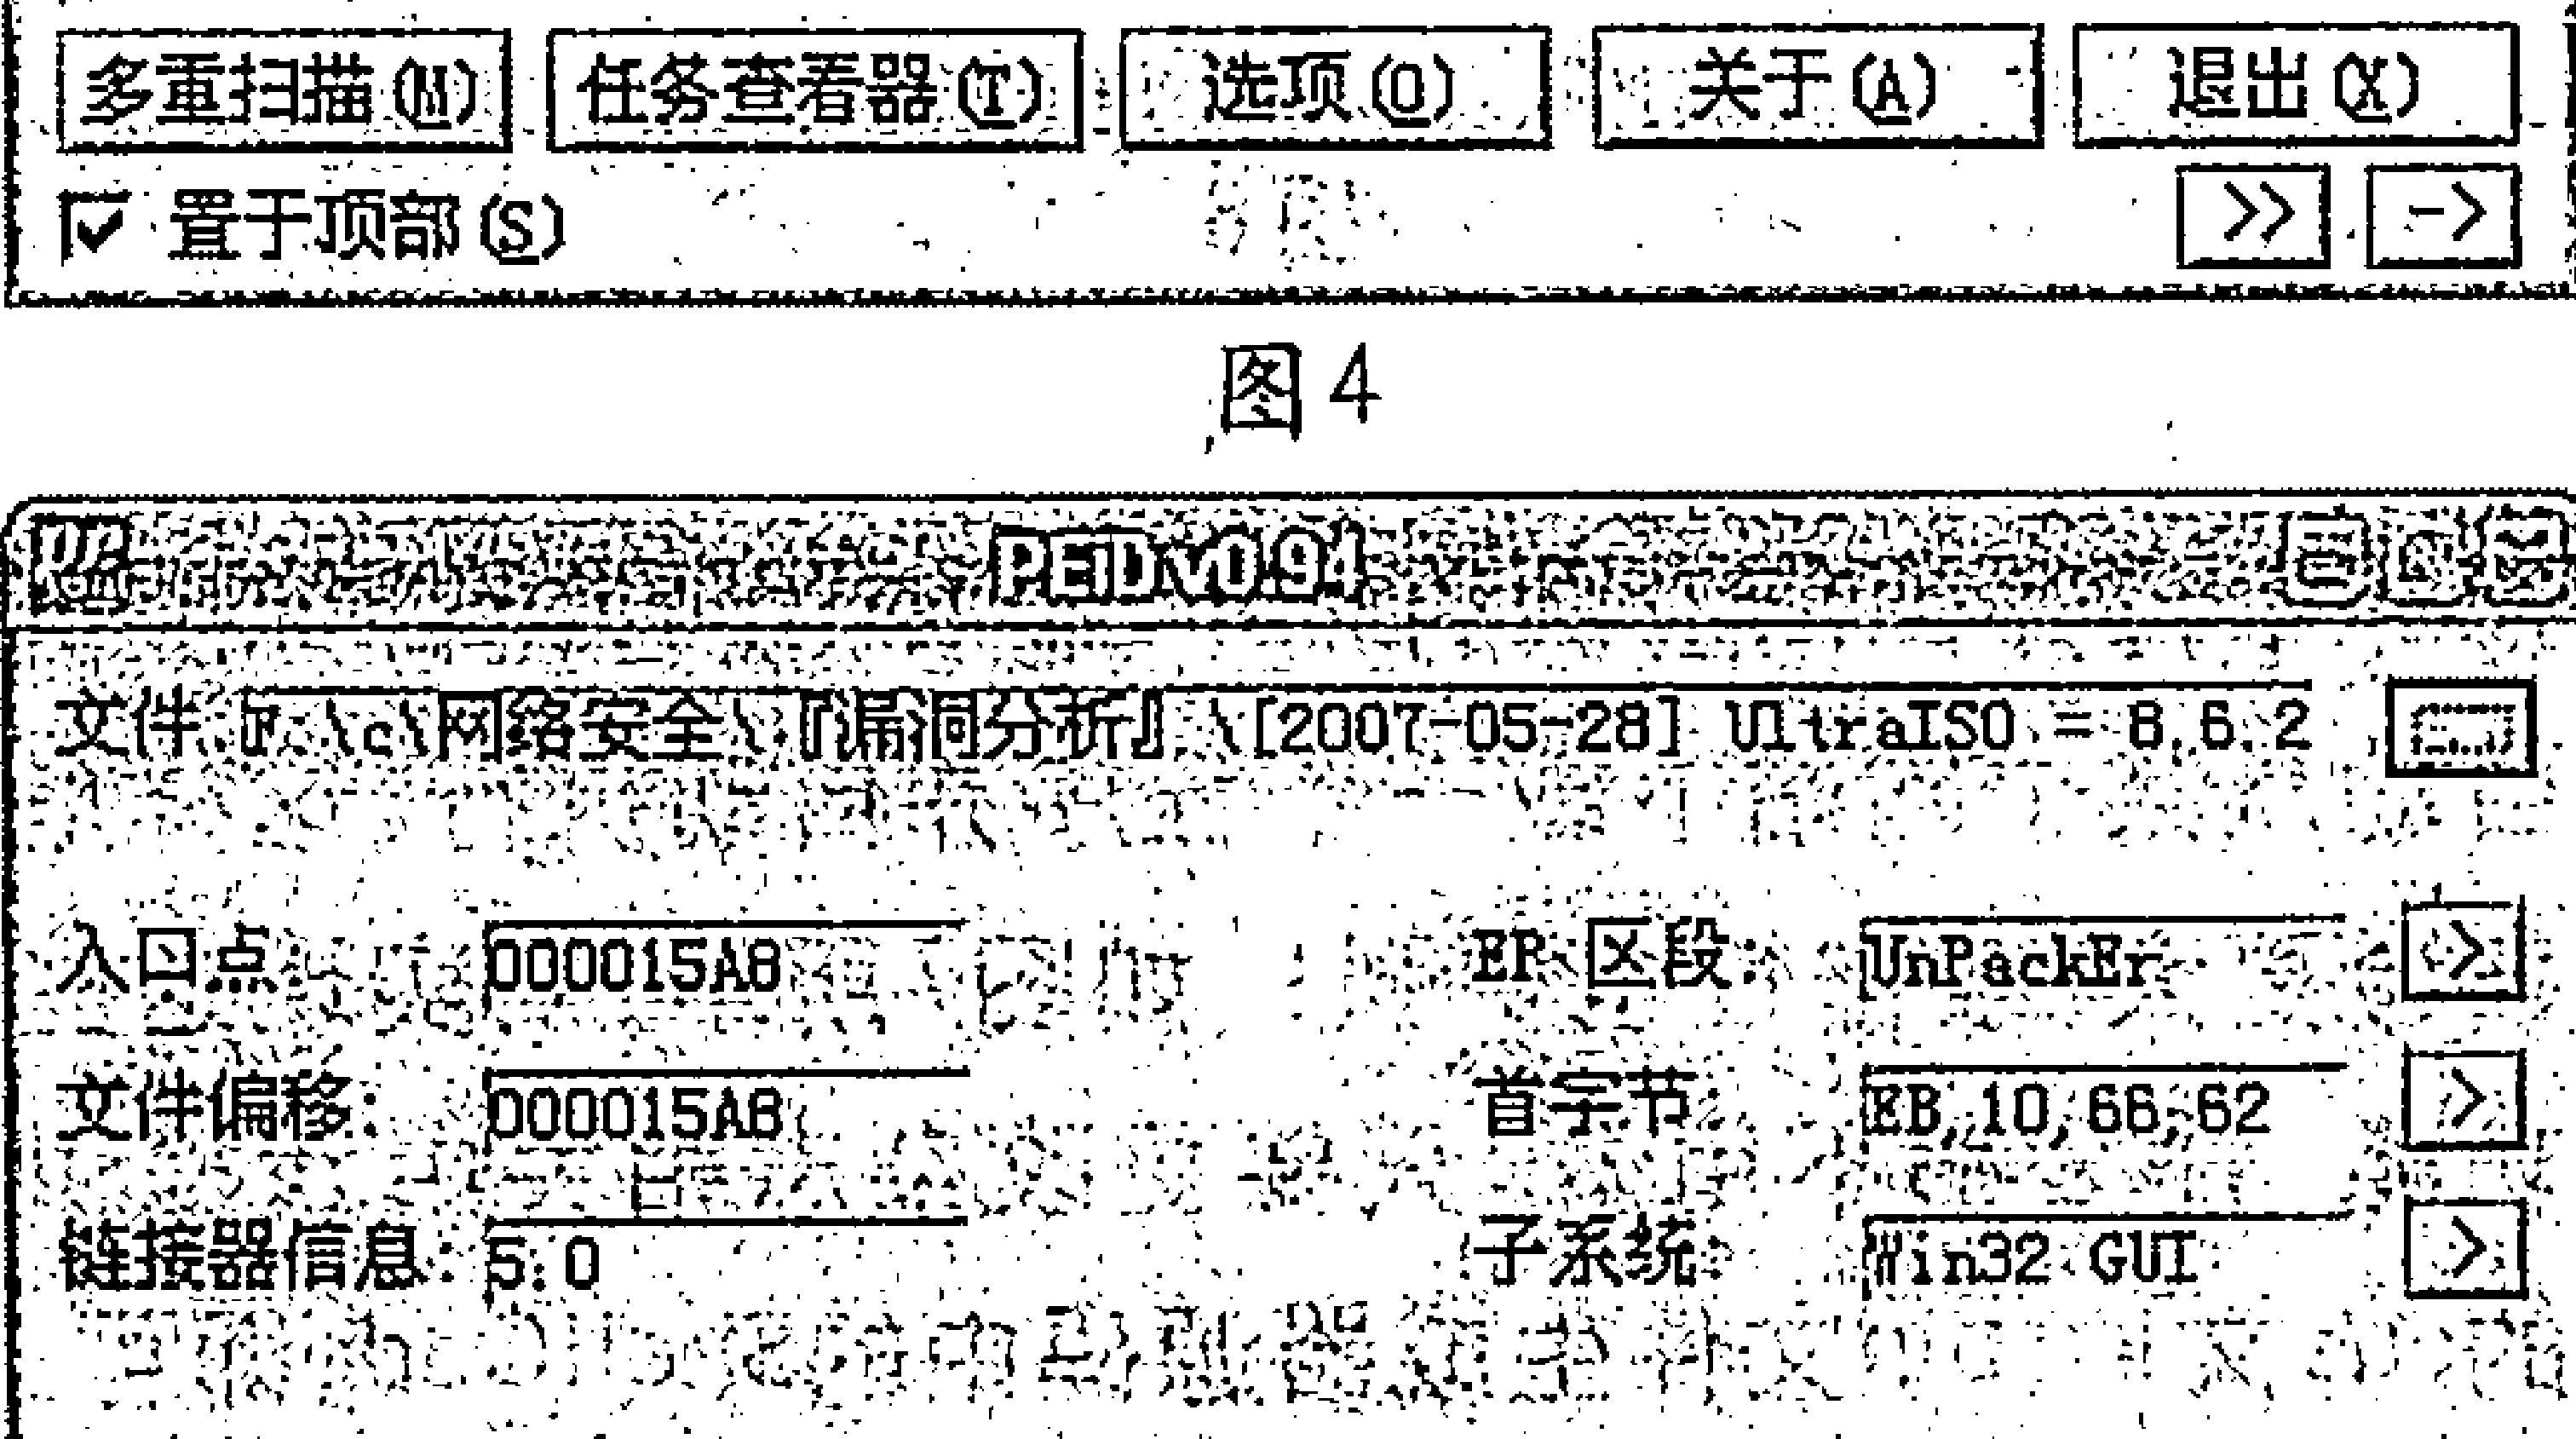 多重扫描(M) 任务查看器(T) 选项(O) 关于(A) 退出(X)
置于顶部(S) >> ->
图 4
PEiD v0.94
文件: F:\c\网络安全\『漏洞分析』\[2007-05-28] UltraISO = 8.6.2 ...
入口点: 000015A8 EP 区段: UnPackEr >
文件偏移: 000015A8 首字节: EB,10,66,62 >
链接器信息: 5.0 子系统: Win32 GUI >